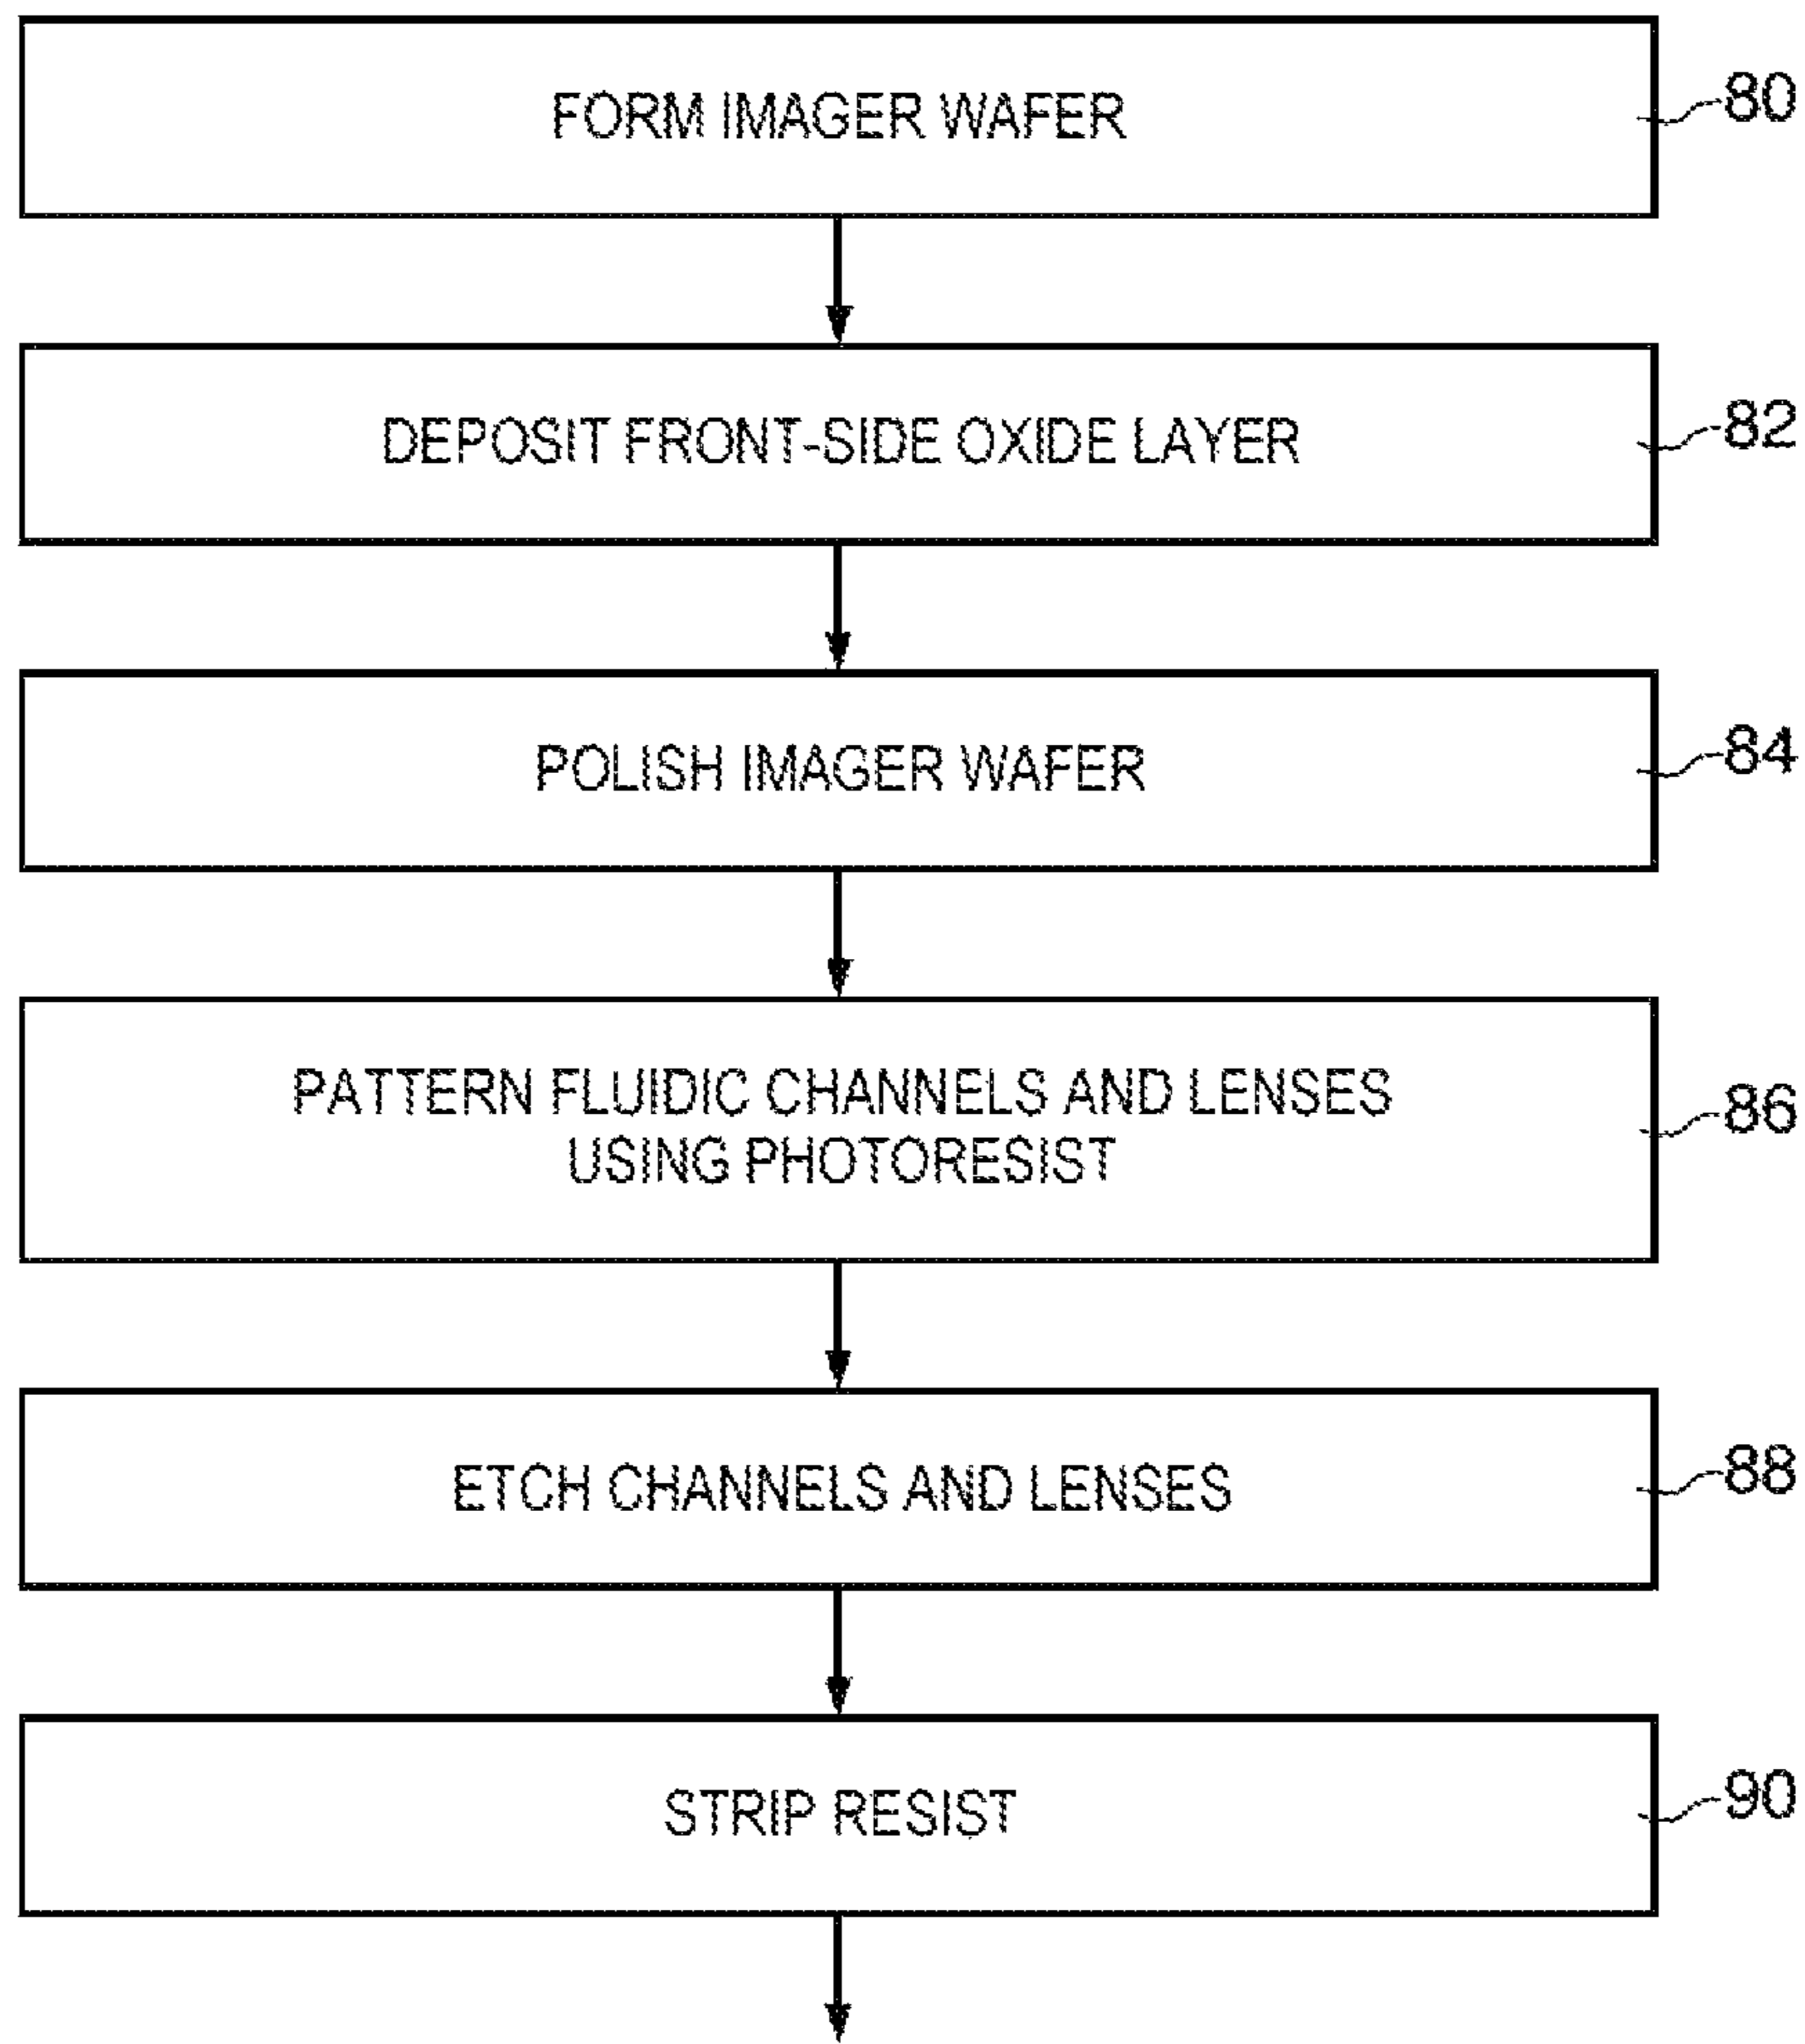 FORM IMAGER WAFER
80
DEPOSIT FRONT-SIDE OXIDE LAYER
82
POLISH IMAGER WAFER
84
PATTERN FLUIDIC CHANNELS AND LENSES
USING PHOTORESIST
86
ETCH CHANNELS AND LENSES
88
STRIP RESIST
90